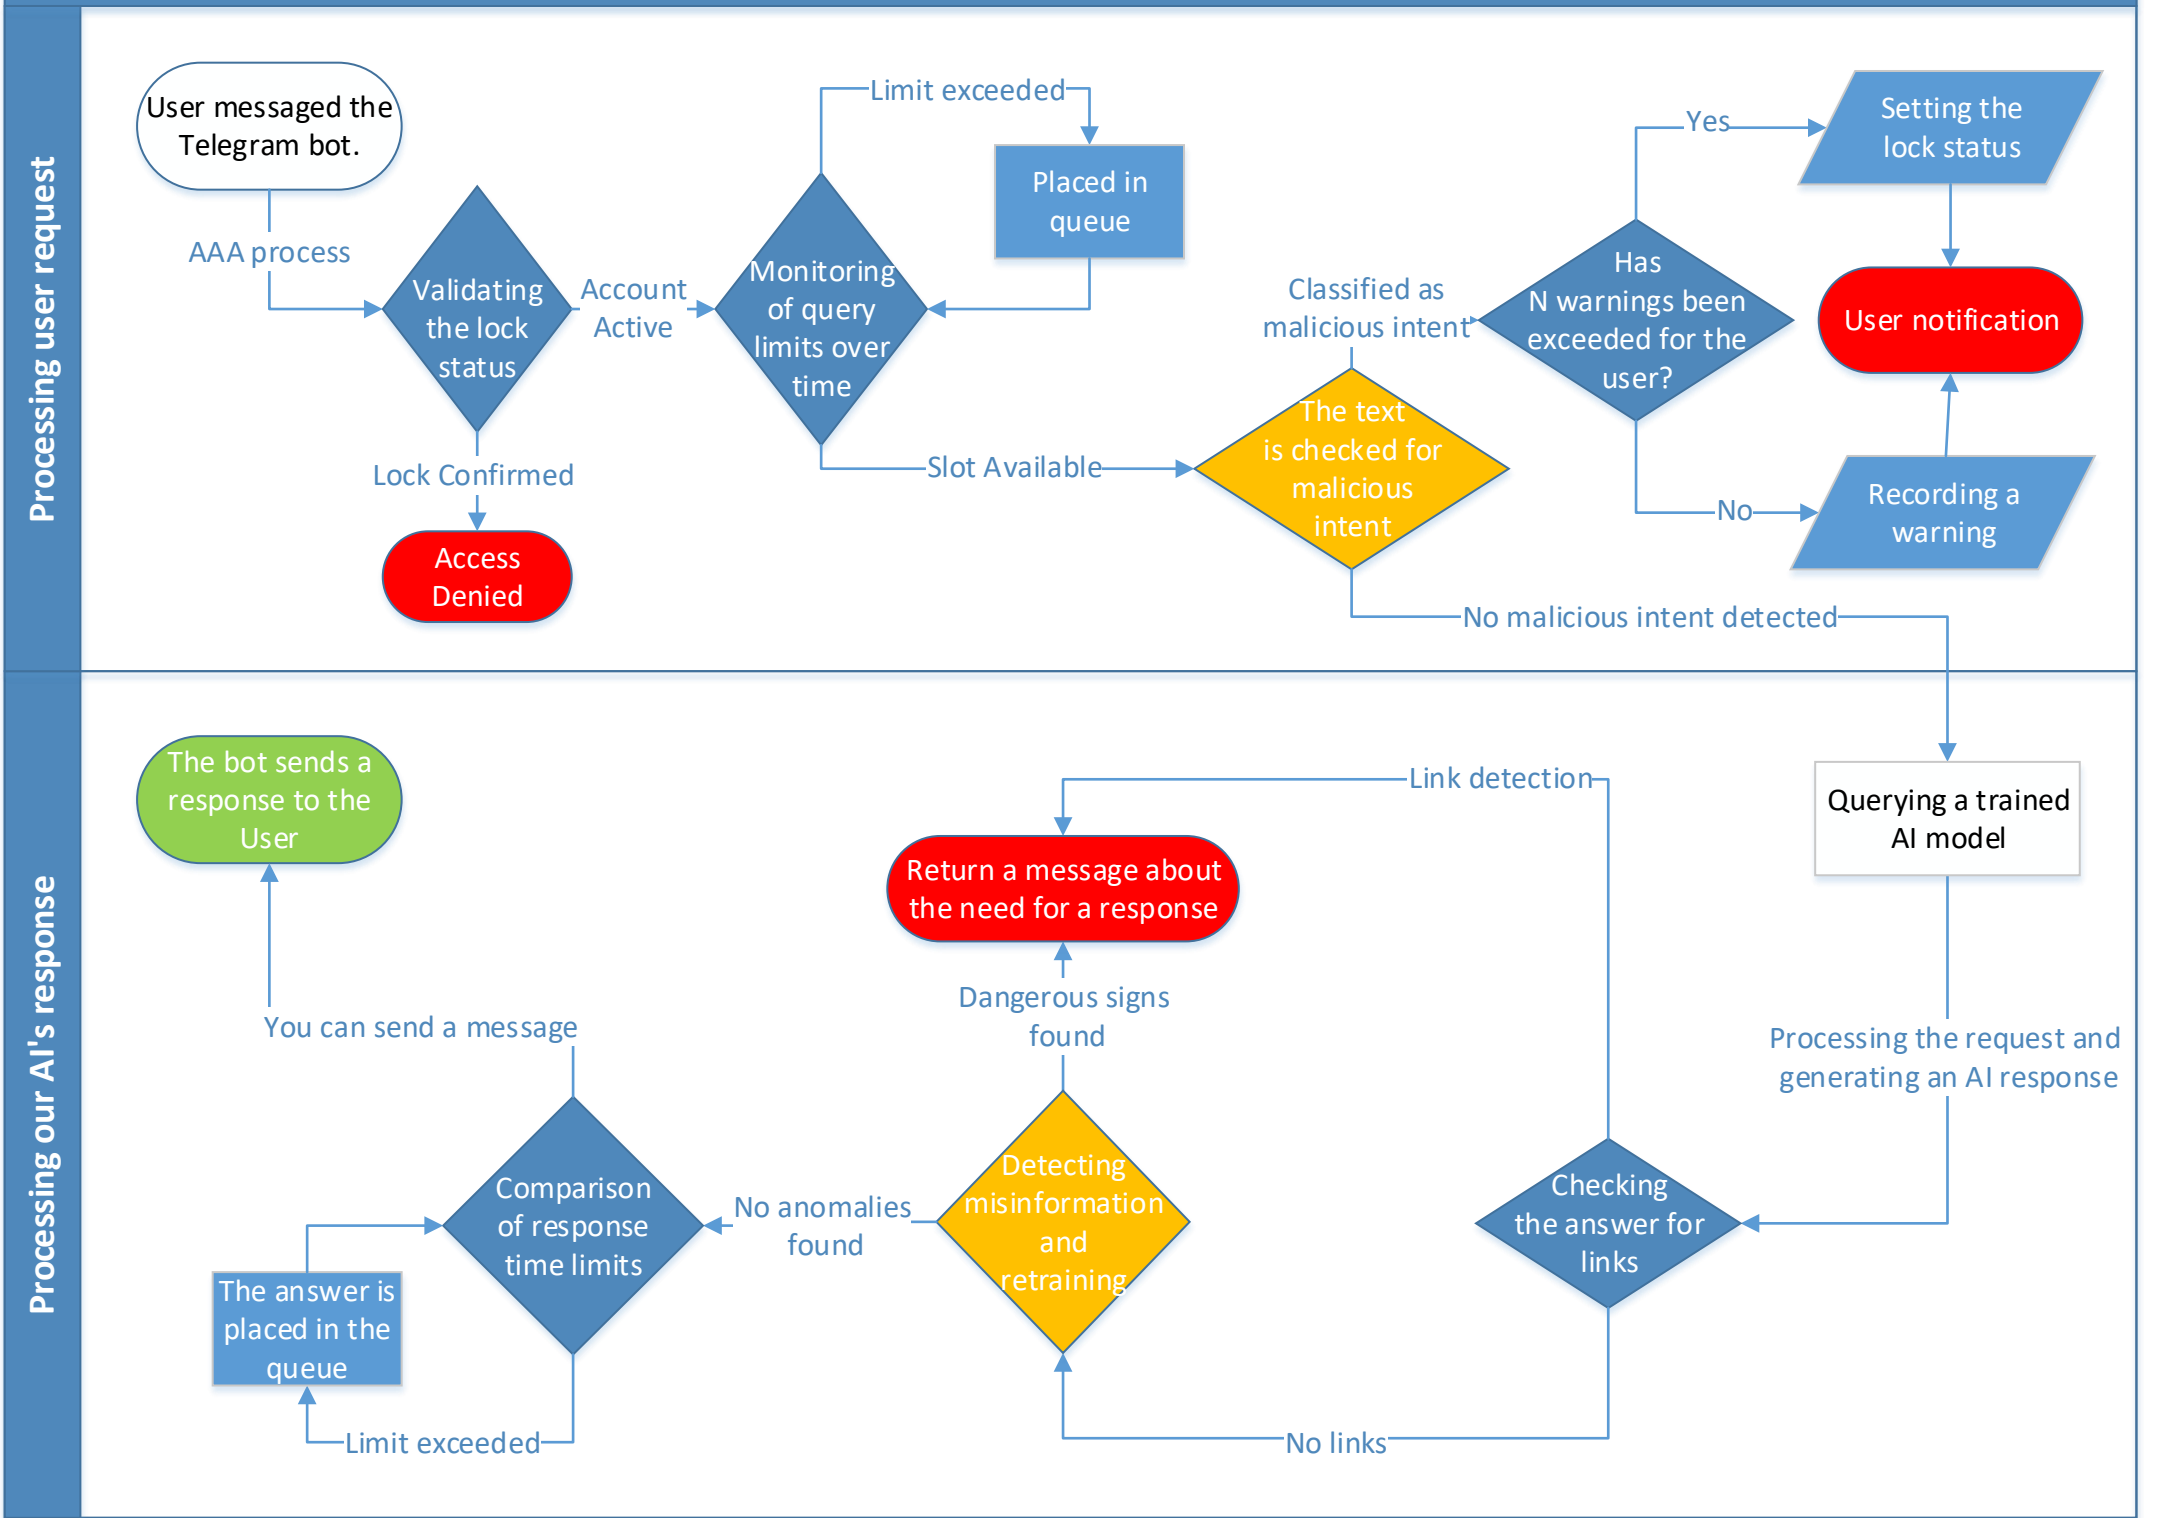 Processing user request
User messaged the
Telegram bot.
AAA process
Validating
the lock
status
Account
Active
Lock Confirmed
Access
Denied
Monitoring
of query
limits over
time
Limit exceeded
Placed in
queue
Slot Available
The text
is checked for
malicious
intent
Classified as
malicious intent
Has
N warnings been
exceeded for the
user?
Yes
Setting the
lock status
User notification
No
Recording a
warning
No malicious intent detected
Processing our AI's response
Querying a trained
AI model
Processing the request and
generating an AI response
Checking
the answer for
links
Link detection
Return a message about
the need for a response
No links
Detecting
misinformation
and
retraining
Dangerous signs
found
No anomalies
found
Comparison
of response
time limits
Limit exceeded
The answer is
placed in the
queue
You can send a message
The bot sends a
response to the
User